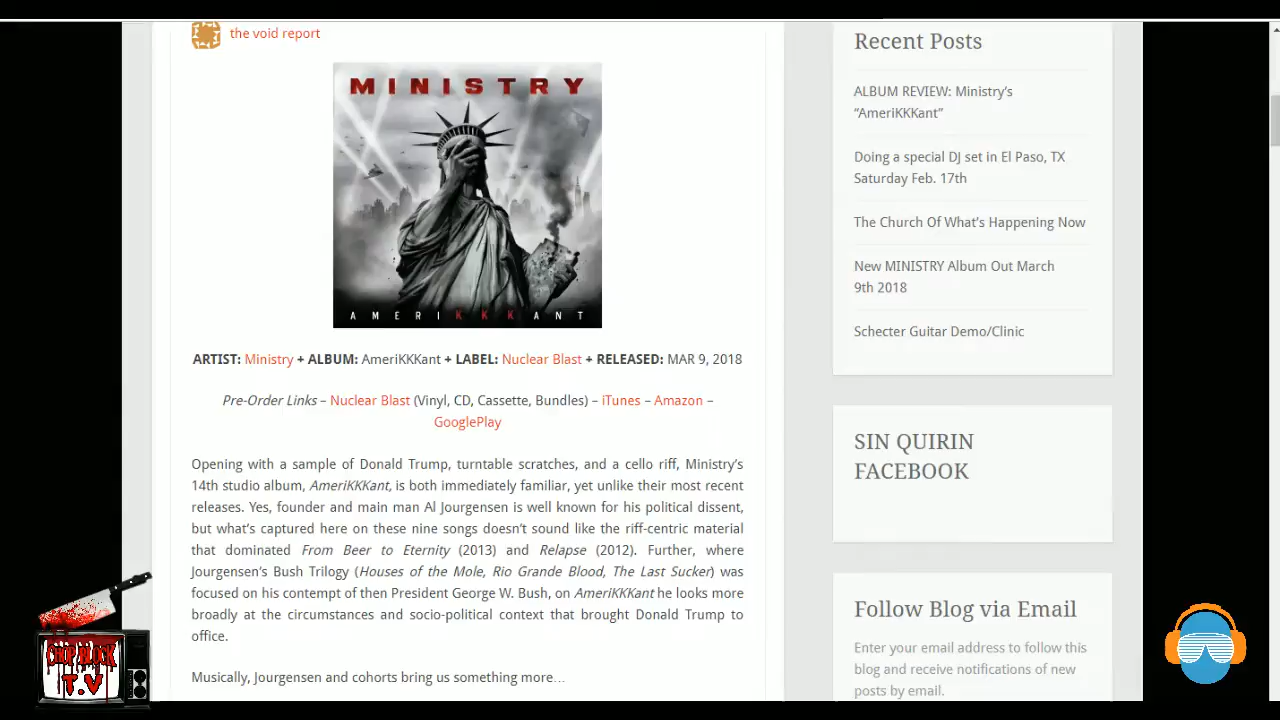 the void report
MINISTRY
AMERIKKKANT
ARTIST: Ministry + ALBUM: AmeriKKKant + LABEL: Nuclear Blast + RELEASED: MAR 9, 2018
Pre-Order Links – Nuclear Blast (Vinyl, CD, Cassette, Bundles) – iTunes – Amazon –
GooglePlay
Opening with a sample of Donald Trump, turntable scratches, and a cello riff, Ministry’s
14th studio album, AmeriKKKant, is both immediately familiar, yet unlike their most recent
releases. Yes, founder and main man Al Jourgensen is well known for his political dissent,
but what’s captured here on these nine songs doesn’t sound like the riff-centric material
that dominated From Beer to Eternity (2013) and Relapse (2012). Further, where
Jourgensen’s Bush Trilogy (Houses of the Mole, Rio Grande Blood, The Last Sucker) was
focused on his contempt of then President George W. Bush, on AmeriKKKant he looks more
broadly at the circumstances and socio-political context that brought Donald Trump to
office.
Musically, Jourgensen and cohorts bring us something more…
Recent Posts
ALBUM REVIEW: Ministry’s
“AmeriKKKant”
Doing a special DJ set in El Paso, TX
Saturday Feb. 17th
The Church Of What’s Happening Now
New MINISTRY Album Out March
9th 2018
Schecter Guitar Demo/Clinic
SIN QUIRIN
FACEBOOK
Follow Blog via Email
Enter your email address to follow this
blog and receive notifications of new
posts by email.
CHOP BLOCK
T.V